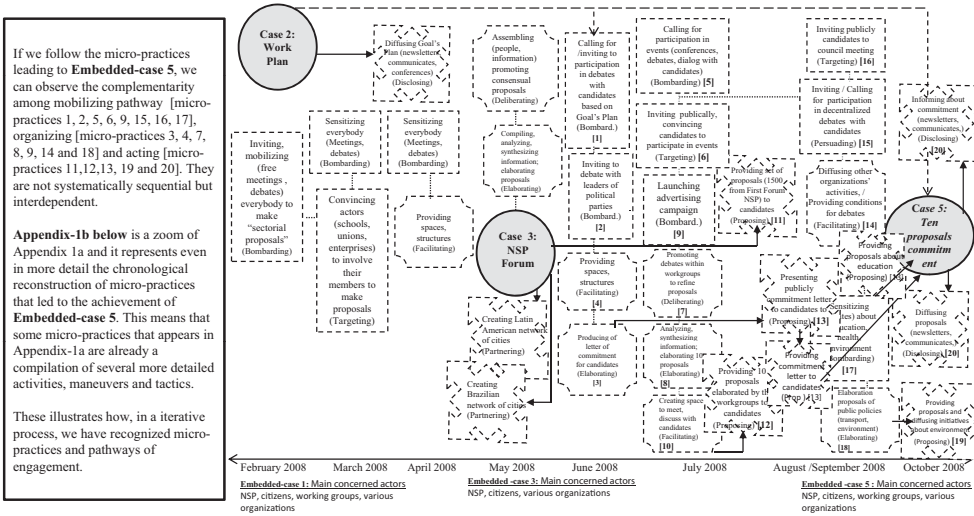 If we follow the micro-practices
leading to Embedded-case 5, we
can observe the complementarity
among mobilizing pathway [micro-
practices 1, 2, 5, 6, 9, 15, 16, 17],
organizing [micro-practices 3, 4, 7,
8, 9, 14 and 18] and acting [micro-
practices 11,12,13, 19 and 20]. They
are not systematically sequential but
interdependent.
Appendix-1b below is a zoom of
Appendix 1a and it represents even
in more detail the chronological
reconstruction of micro-practices
that led to the achievement of
Embedded-case 5. This means that
some micro-practices that appears in
Appendix-1a are already a
compilation of several more detailed
activities, maneuvers and tactics.
These illustrates how, in a iterative
process, we have recognized micro-
practices and pathways of
engagement.
Case 2:
Work
Plan
Diffusing Goal's
Plan (newsletter,
communicates,
conferences)
(Disclosing)
Inviting,
mobilizing
(free
meetings ,
debates)
everybody to
make
"sectorial
proposals"
(Bombarding)
Sensitizing
everybody
(Meetings,
debates)
(Bombarding)
Convincing
actors
(schools,
unions,
enterprises)
to involve
their
members to
make
proposals
(Targeting)
Sensitizing
everybody
(Meetings,
debates)
(Bombarding)
Providing
spaces,
structures
(Facilitating)
Assembling
(people,
information)
promoting
consensual
proposals
(Deliberating)
Compiling,
analyzing,
synthesizing
information;
elaborating
proposals
(Elaborating)
Case 3:
NSP
Forum
Creating Latin
American network
of cities
(Partnering)
Creating
Brazilian
network of cities
(Partnering)
Calling for
/inviting to
participation
in debates
with
candidates
based on
Goal's Plan
(Bombard.)
[1]
Inviting to
debate with
leaders of
political
parties
(Bombard.)
[2]
Providing
spaces,
structures
(Facilitating)
[4]
Producing of
letter of
commitment
for candidates
(Elaborating)
[3]
Calling for
participation in
events (conferences,
dialog with
candidates)
(Bombarding) [5]
Inviting publicly,
convincing
candidates to
participate in events
(Targeting) [6]
Launching
advertising
campaign
(Bombard.)
[9]
Promoting
debates within
workgroups
to refine
proposals
(Deliberating)
[7]
Analyzing,
synthesizing
information;
elaborating 10
proposals
(Elaborating)
[8]
Creating space
to meet,
discuss with
candidates
(Facilitating)
[10]
Providing set of
proposals (1500
from First Forum
NSP) to
candidates
(Proposing) [11]
Presenting
publicly
commitment letter
to candidates to
(Proposing) [13]
Providing
commitment
letter to
candidates
(Prop.) [13]
Providing 10
proposals
elaborated by the
workgroups to
candidates
(Proposing) [12]
Inviting publicly
candidates to
council meeting
(Targeting) [16]
Inviting / Calling
for participation
in decentralized
debates with
candidates
(Persuading) [15]
Diffusing other
organizations'
activities, /
Providing conditions
for debates
(Facilitating) [14]
Providing
proposals about
education
(Proposing)
Sensitizing
about
health,
[17]
Elaboration
proposals of
public policies
(transport,
environment)
(Elaborating)
[18]
Informing about
commitment
(newsletters,
communicates,)
(Disclosing)
[20]
Case 5:
Ten
proposals
commitm
ent
Diffusing
proposals
(newsletters,
communicates,)
(Disclosing)
[20]
Providing
proposals and
diffusing initiatives
about environment
(Proposing) [19]
February 2008 March 2008 April 2008 May 2008 June 2008 July 2008 August /September 2008 October 2008
Embedded-case 1: Main concerned actors
NSP, citizens, working groups, various
organizations
Embedded -case 3: Main concerned actors
NSP, citizens, various organizations
Embedded -case 5 : Main concerned actors
NSP, citizens, working groups, various
organizations